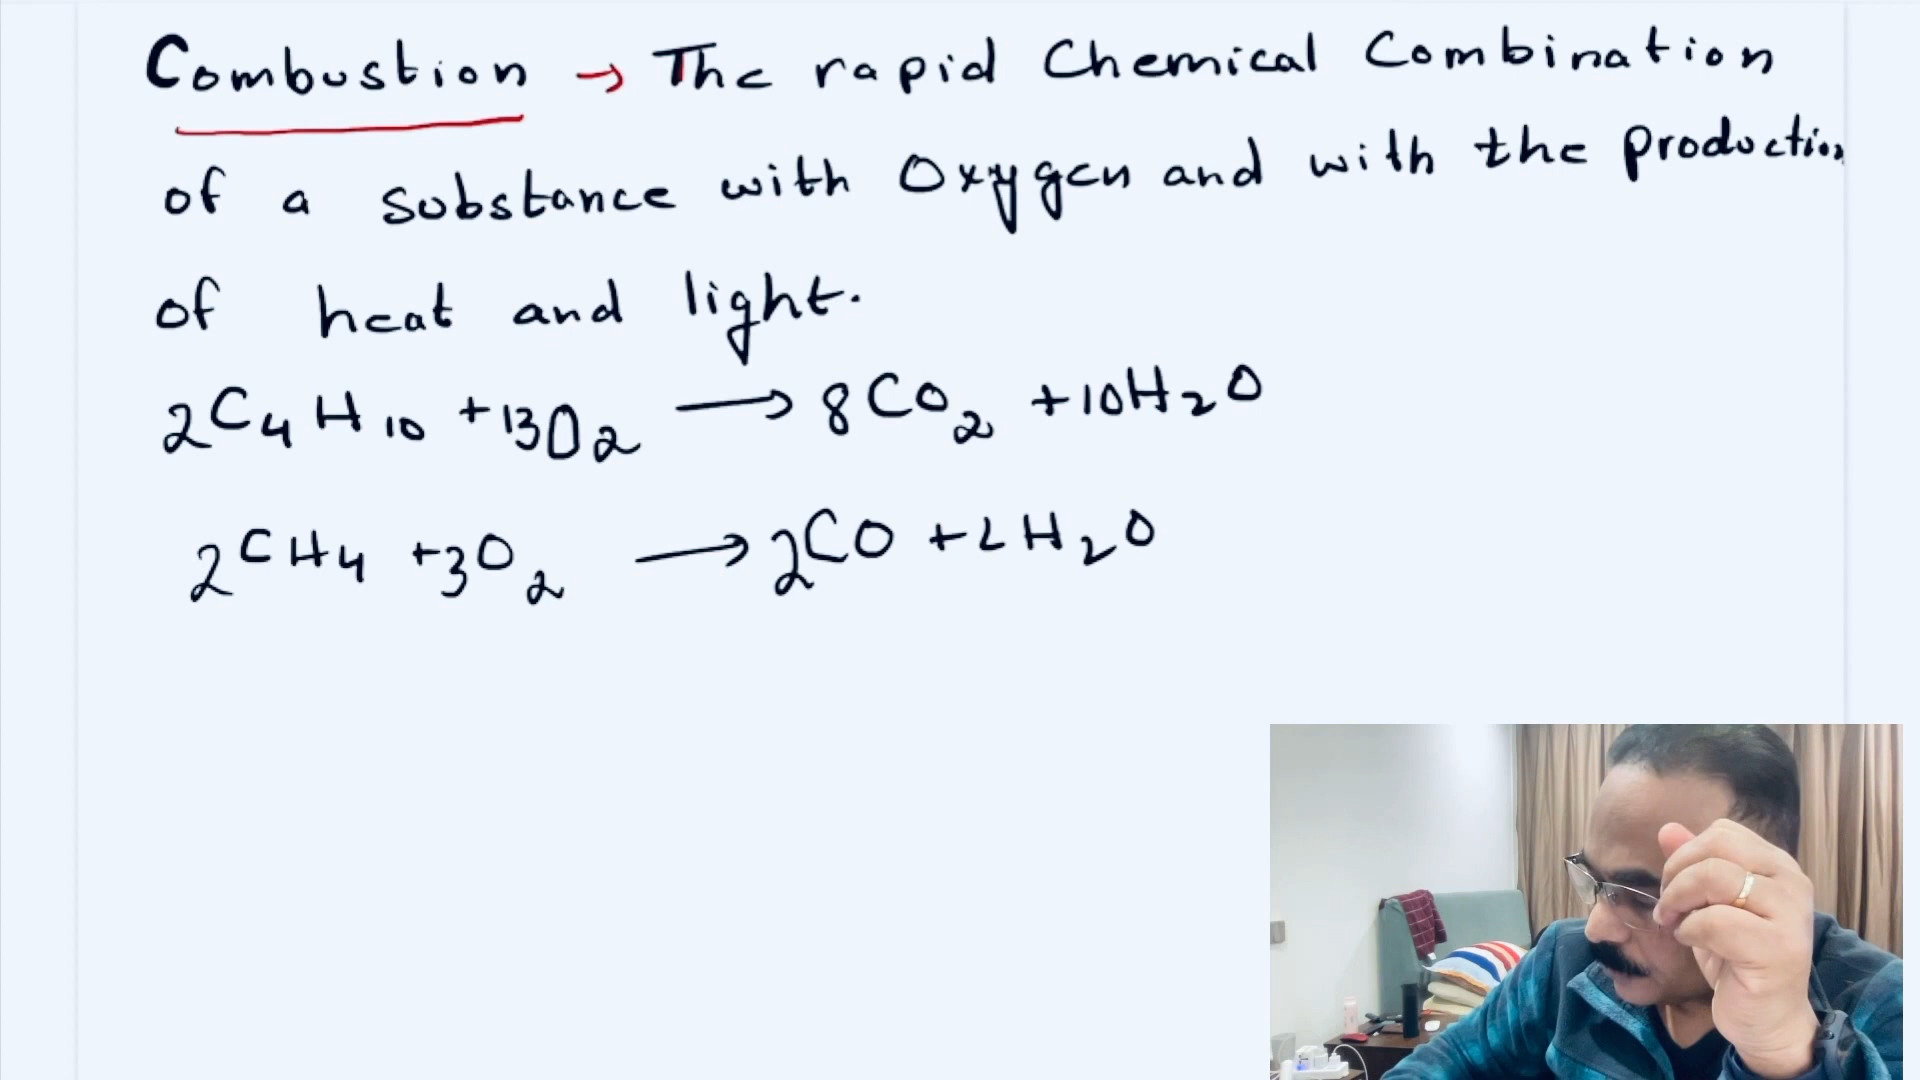 Combustion → The rapid Chemical Combination
of a substance with Oxygen and with the production
of heat and light.
2C₄H₁₀ + 13O₂ ⟶ 8CO₂ + 10H₂O
2CH₄ + 3O₂ ⟶ 2CO + 2H₂O